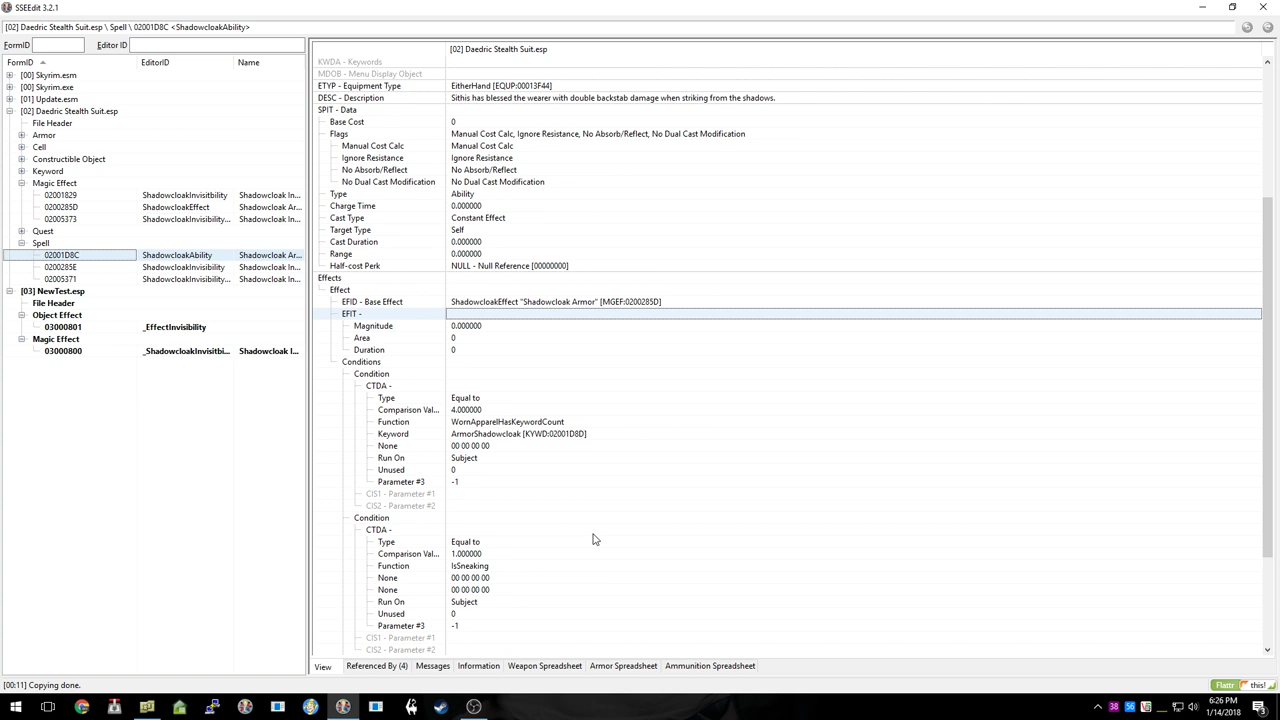 SSEEdit 3.2.1
[02] Daedric Stealth Suit.esp \ Spell \ 02001D8C <ShadowcloakAbility>
FormID
Editor ID
FormID EditorID Name
[00] Skyrim.esm
[00] Skyrim.exe
[01] Update.esm
[02] Daedric Stealth Suit.esp
File Header
Armor
Cell
Constructible Object
Keyword
Magic Effect
02001829 ShadowcloakInvisitbility Shadowcloak In...
0200285D ShadowcloakEffect Shadowcloak Ar...
02005373 ShadowcloakInvisibility... Shadowcloak In...
Quest
Spell
02001D8C ShadowcloakAbility Shadowcloak Ar...
0200285E ShadowcloakInvisibility Shadowcloak In...
02005371 ShadowcloakInvisibility... Shadowcloak In...
[03] NewTest.esp
File Header
Object Effect
03000801 _EffectInvisibility
Magic Effect
03000800 _ShadowcloakInvisitbi... Shadowcloak I...
[02] Daedric Stealth Suit.esp
KWDA - Keywords
MDOB - Menu Display Object
ETYP - Equipment Type EitherHand [EQUP:00013F44]
DESC - Description Sithis has blessed the wearer with double backstab damage when striking from the shadows.
SPIT - Data
Base Cost 0
Flags Manual Cost Calc, Ignore Resistance, No Absorb/Reflect, No Dual Cast Modification
Manual Cost Calc Manual Cost Calc
Ignore Resistance Ignore Resistance
No Absorb/Reflect No Absorb/Reflect
No Dual Cast Modification No Dual Cast Modification
Type Ability
Charge Time 0.000000
Cast Type Constant Effect
Target Type Self
Cast Duration 0.000000
Range 0.000000
Half-cost Perk NULL - Null Reference [00000000]
Effects
Effect
EFID - Base Effect ShadowcloakEffect "Shadowcloak Armor" [MGEF:0200285D]
EFIT -
Magnitude 0.000000
Area 0
Duration 0
Conditions
Condition
CTDA -
Type Equal to
Comparison Val... 4.000000
Function WornApparelHasKeywordCount
Keyword ArmorShadowcloak [KYWD:02001D8D]
None 00 00 00 00
Run On Subject
Unused 0
Parameter #3 -1
CIS1 - Parameter #1
CIS2 - Parameter #2
Condition
CTDA -
Type Equal to
Comparison Val... 1.000000
Function IsSneaking
None 00 00 00 00
None 00 00 00 00
Run On Subject
Unused 0
Parameter #3 -1
CIS1 - Parameter #1
CIS2 - Parameter #2
View Referenced By (4) Messages Information Weapon Spreadsheet Armor Spreadsheet Ammunition Spreadsheet
[00:11] Copying done.
Flattr this!
38 56
6:26 PM
1/14/2018
3